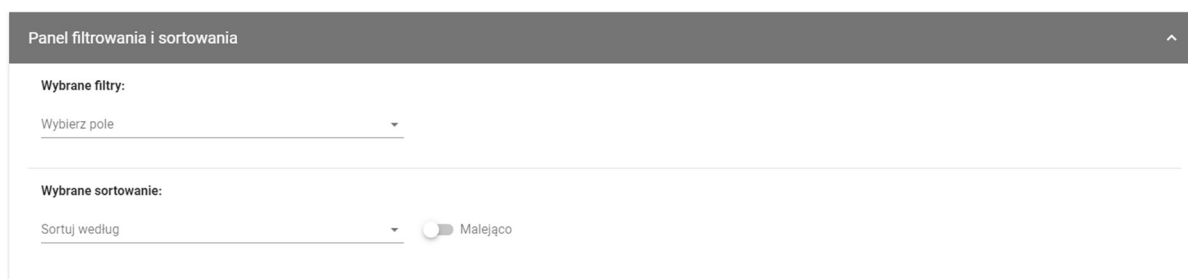 Panel filtrowania i sortowania
Wybrane filtry:
Wybierz pole
Wybrane sortowanie:
Sortuj według
Malejąco